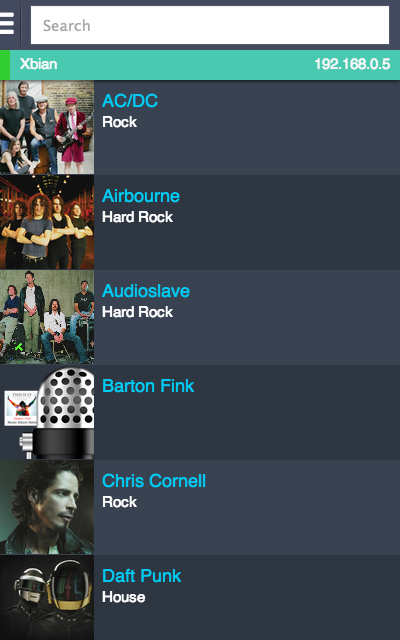 Search
Xbian 192.168.0.5
AC/DC
Rock
Airbourne
Hard Rock
Audioslave
Hard Rock
Barton Fink
Chris Cornell
Rock
Daft Punk
House